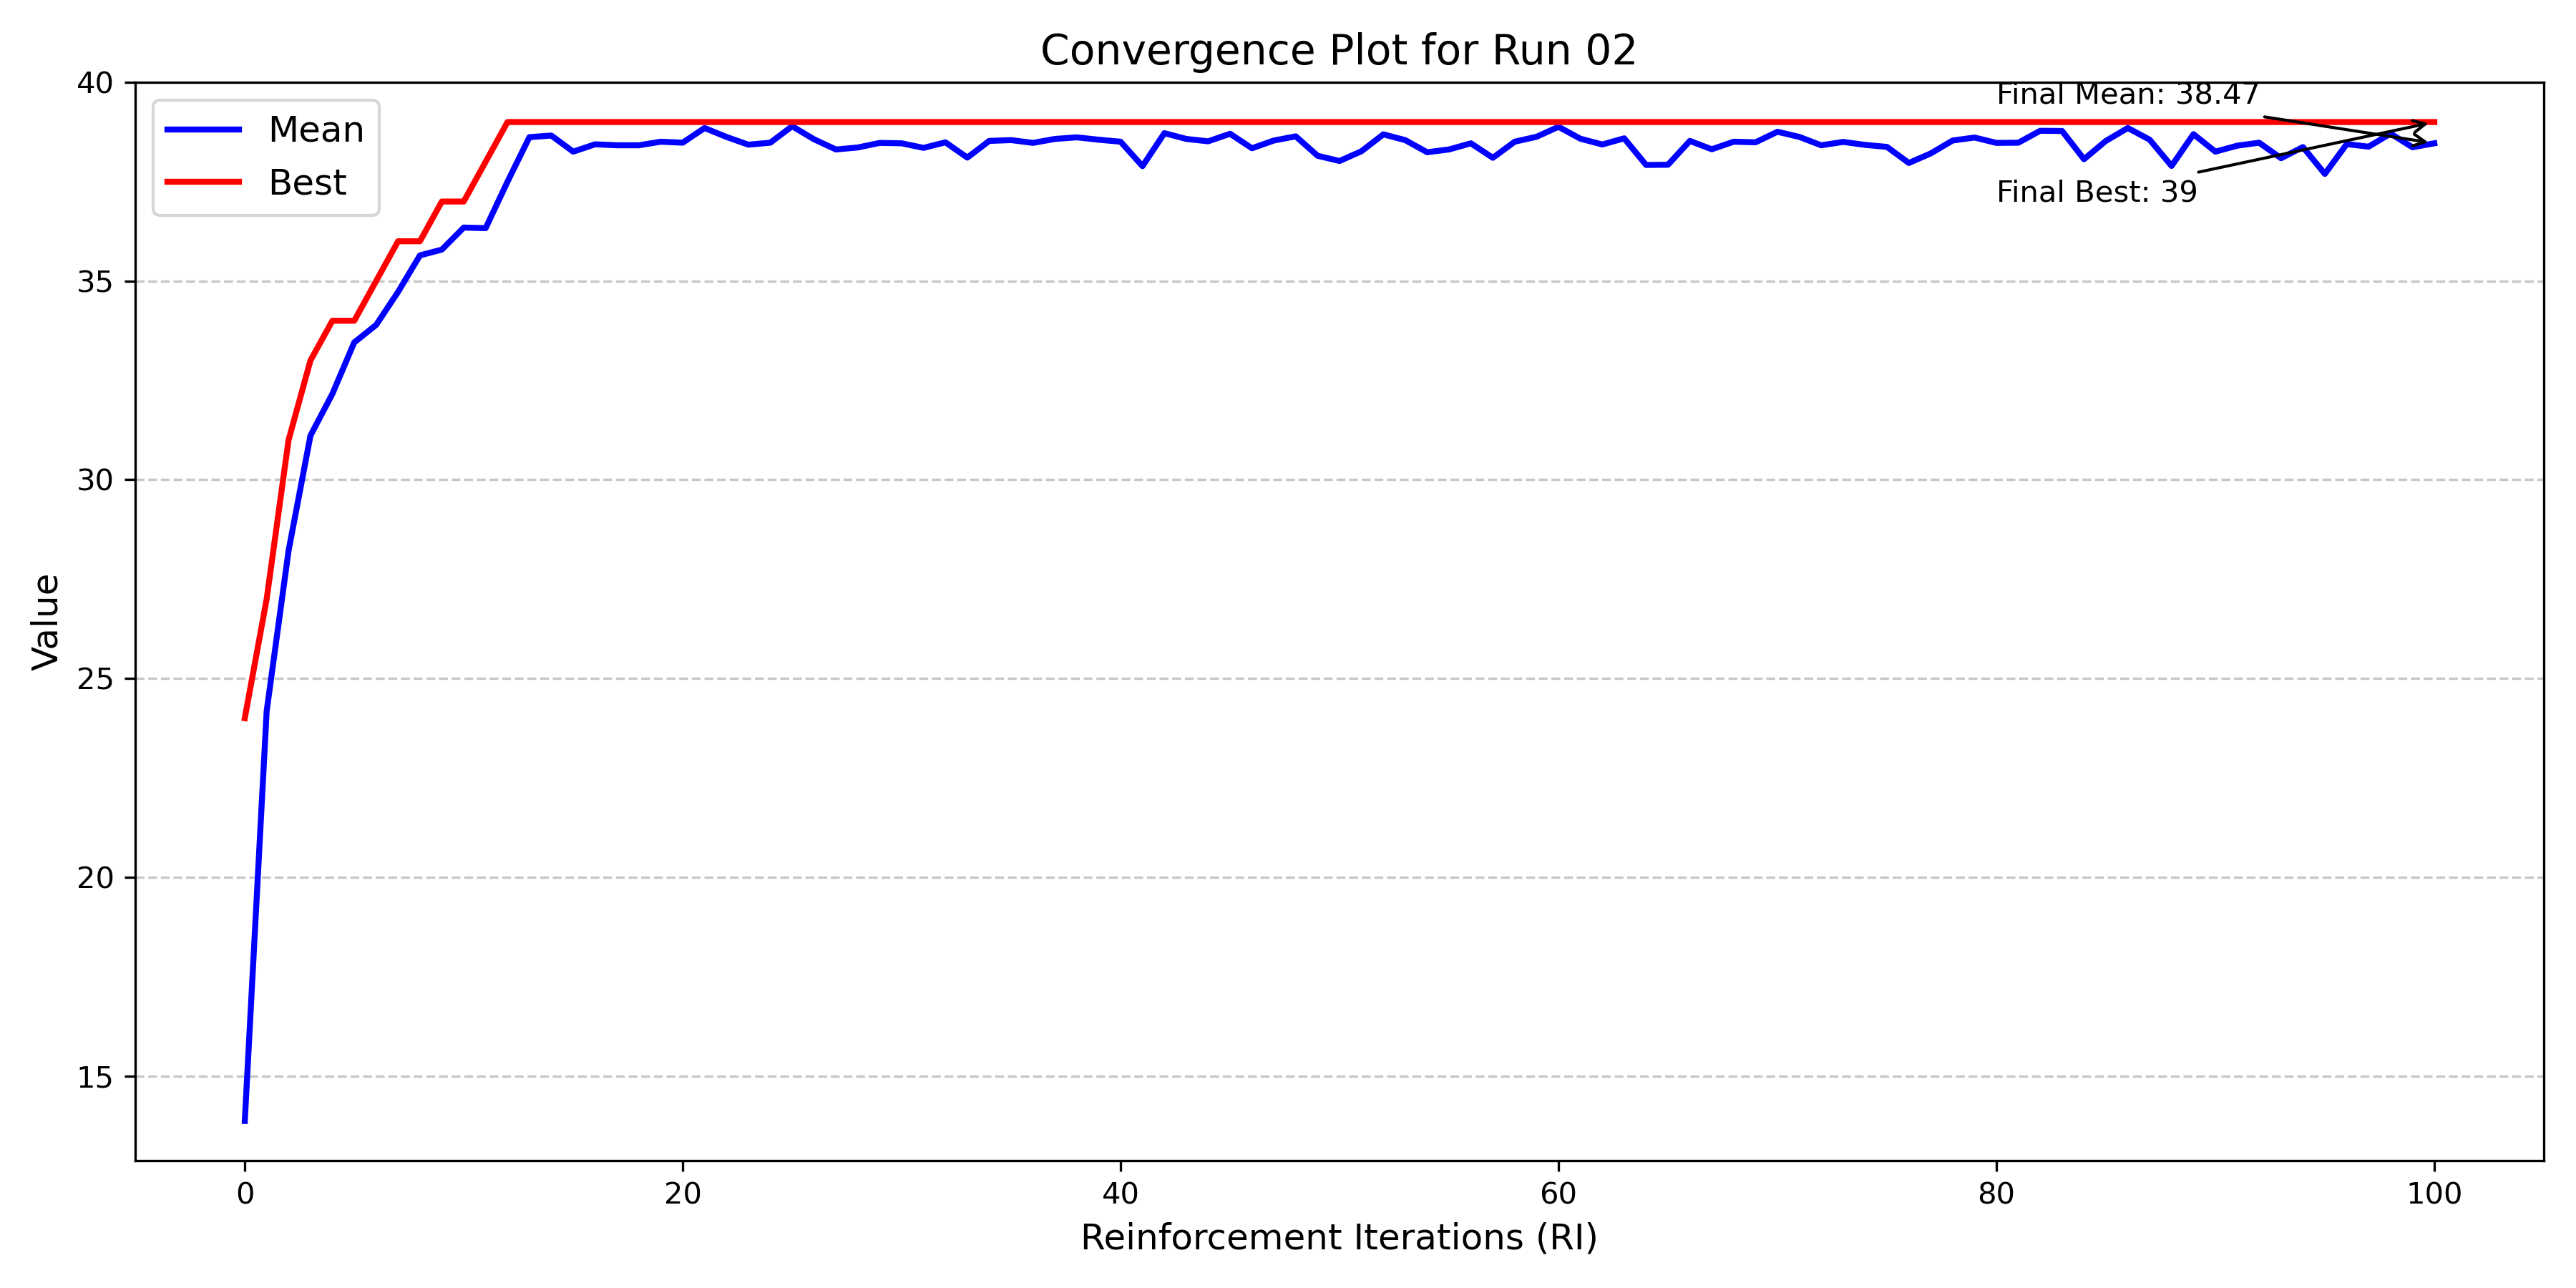 Convergence Plot for Run 02
Mean
Best
Final Mean: 38.47
Final Best: 39
40
35
30
25
20
15
Value
0
20
40
60
80
100
Reinforcement Iterations (RI)